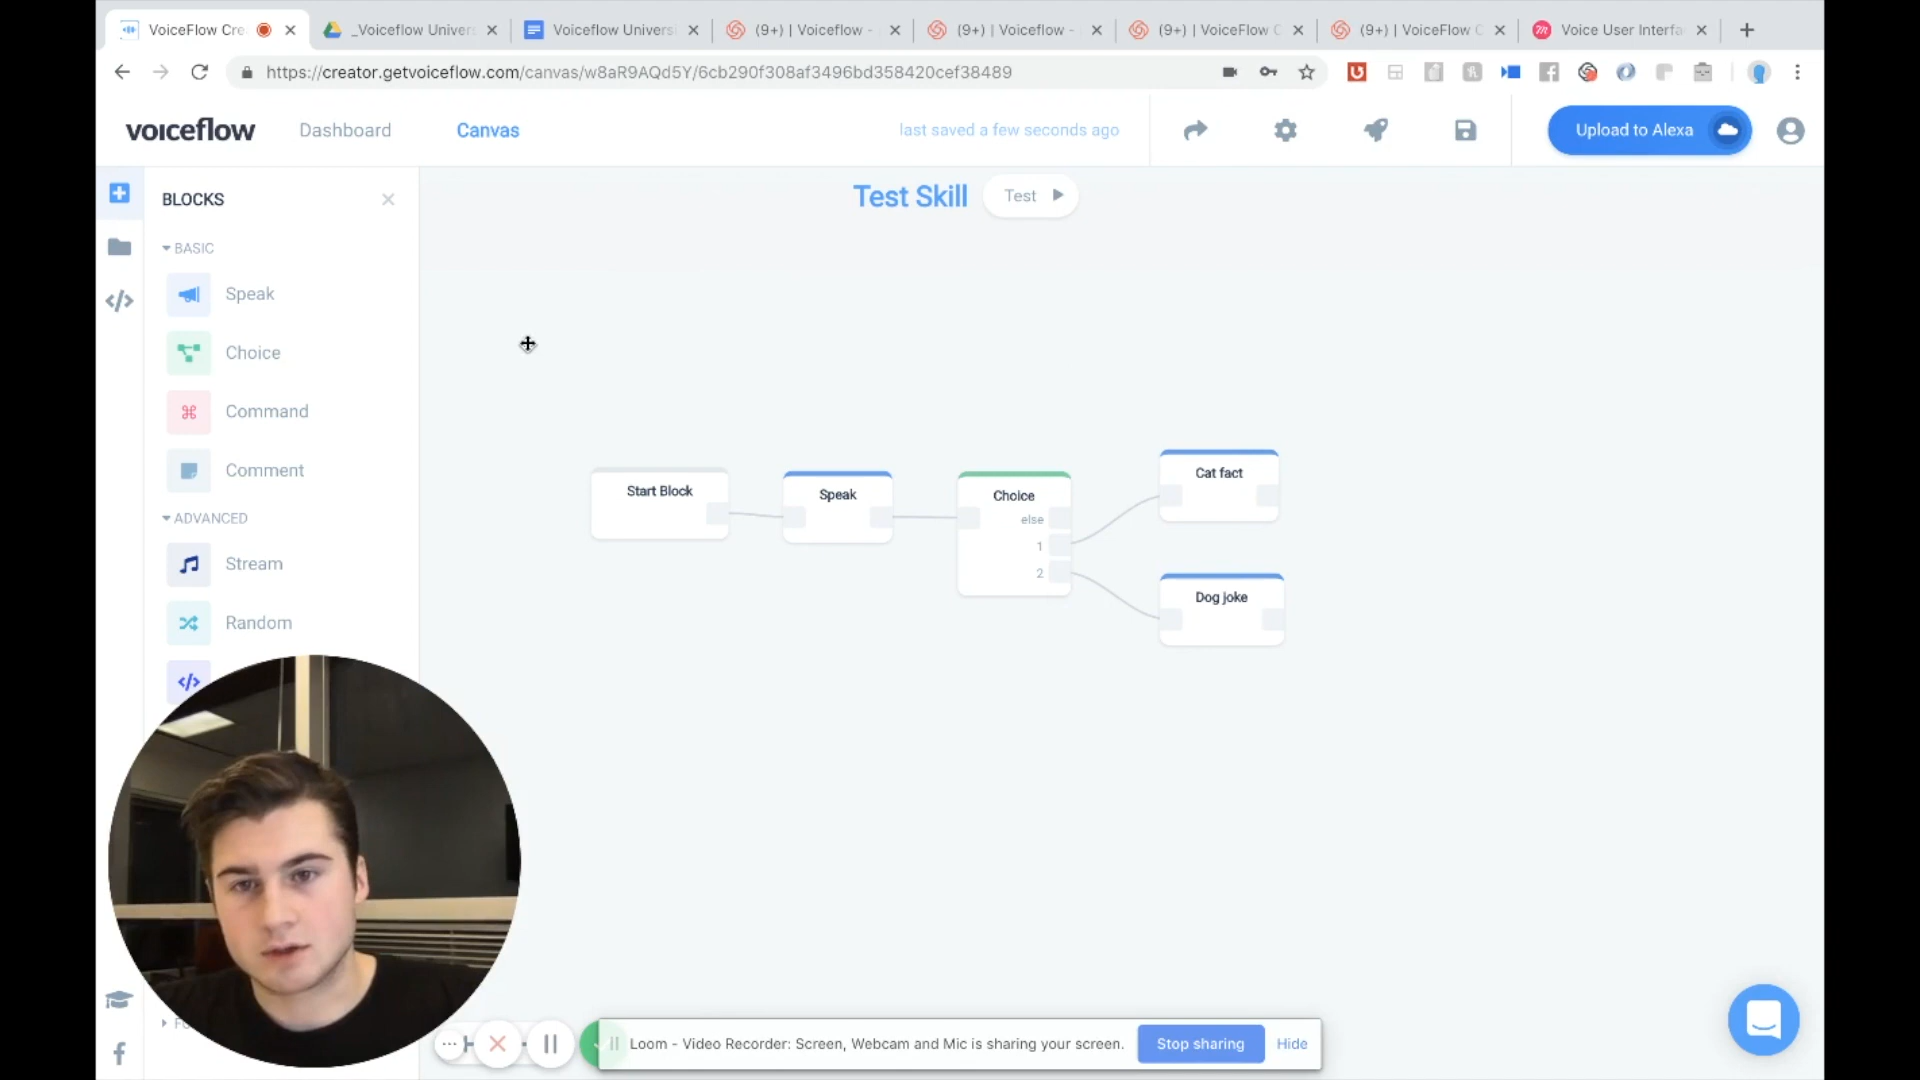 VoiceFlow Cre
_Voiceflow Univer
Voiceflow Universi
(9+) | Voiceflow -
(9+) | Voiceflow -
(9+) | VoiceFlow C
(9+) | VoiceFlow C
Voice User Interfa
https://creator.getvoiceflow.com/canvas/w8aR9AQd5Y/6cb290f308af3496bd358420cef38489
voiceflow
Dashboard
Canvas
last saved a few seconds ago
Upload to Alexa
BLOCKS
Test Skill
Test
BASIC
Speak
Choice
Command
Comment
ADVANCED
Stream
Random
Start Block
Speak
Choice
else
1
2
Cat fact
Dog joke
Loom - Video Recorder: Screen, Webcam and Mic is sharing your screen.
Stop sharing
Hide